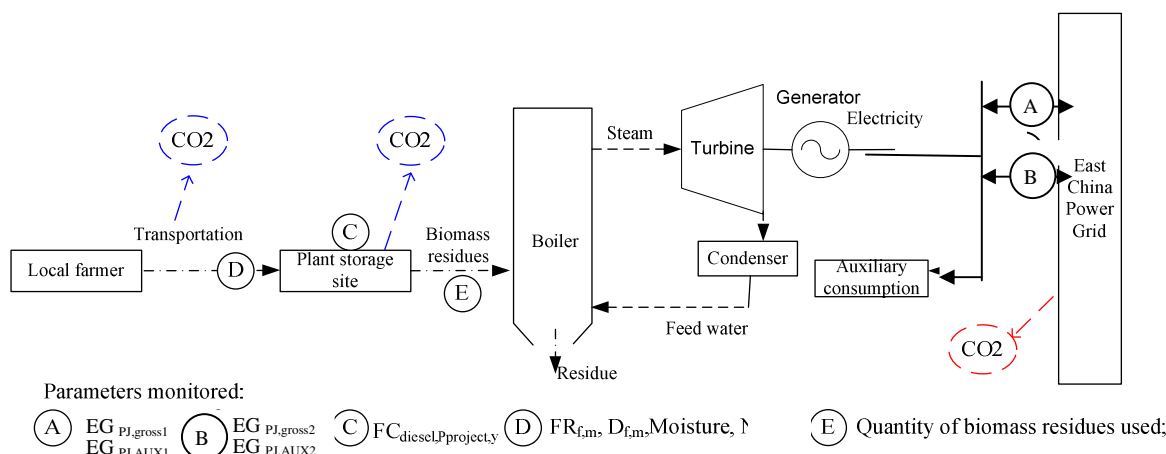 CO2
CO2
Transportation
Local farmer
D
C
Plant storage
site
Biomass
residues
E
Boiler
Steam
Turbine
Generator
Electricity
Condenser
Feed water
Residue
Auxiliary
consumption
A
B
East
China
Power
Grid
CO2
Parameters monitored:
A EG PJ,gross1
EG PJ,AUX1
B EG PJ,gross2
EG PJ,AUX2
C FCdiesel,Pproject,y
D FRf,m, Df,m,Moisture,
E Quantity of biomass residues used;